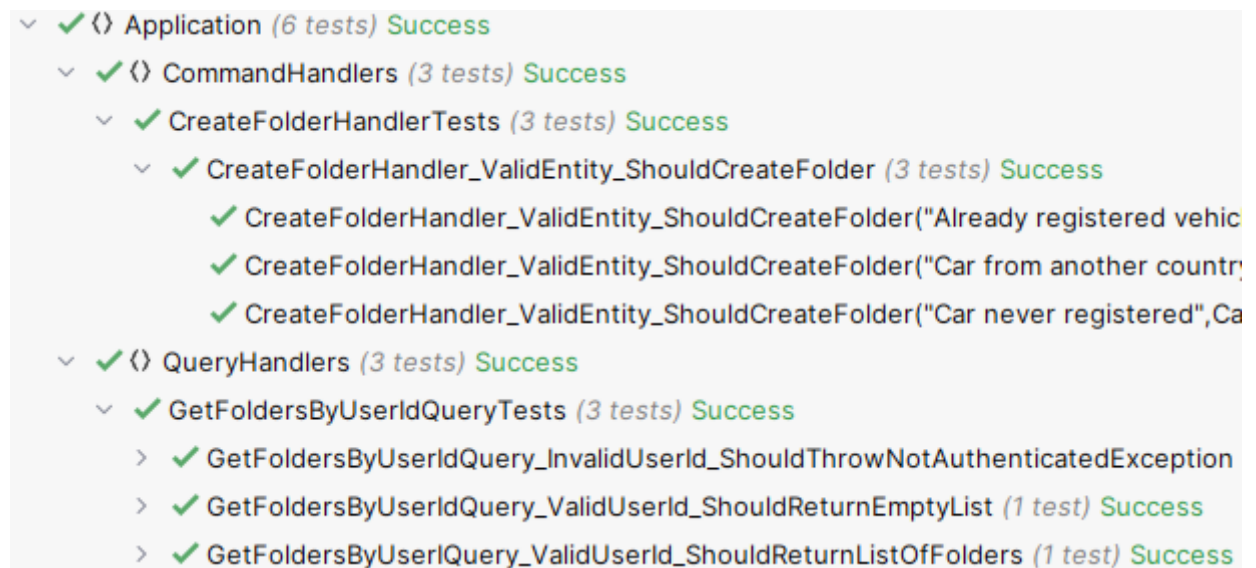 Application (6 tests) Success
CommandHandlers (3 tests) Success
CreateFolderHandlerTests (3 tests) Success
CreateFolderHandler_ValidEntity_ShouldCreateFolder (3 tests) Success
CreateFolderHandler_ValidEntity_ShouldCreateFolder("Already registered vehic
CreateFolderHandler_ValidEntity_ShouldCreateFolder("Car from another country
CreateFolderHandler_ValidEntity_ShouldCreateFolder("Car never registered",Ca
QueryHandlers (3 tests) Success
GetFoldersByUserIdQueryTests (3 tests) Success
GetFoldersByUserIdQuery_InvalidUserId_ShouldThrowNotAuthenticatedException
GetFoldersByUserIdQuery_ValidUserId_ShouldReturnEmptyList (1 test) Success
GetFoldersByUserIQuery_ValidUserId_ShouldReturnListOfFolders (1 test) Success